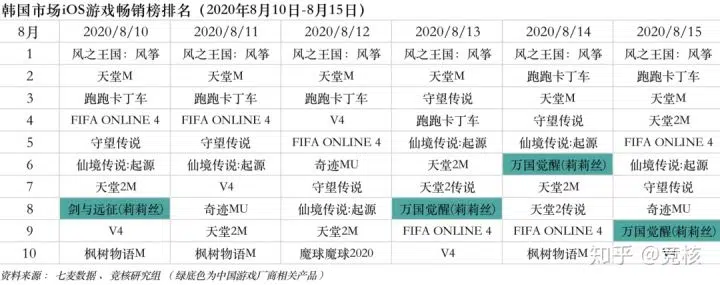 韩国市场iOS游戏畅销榜排名（2020年8月10日-8月15日）
8月 2020/8/10 2020/8/11 2020/8/12 2020/8/13 2020/8/14 2020/8/15
1 风之王国：风筝 风之王国：风筝 风之王国：风筝 风之王国：风筝 风之王国：风筝 风之王国：风筝
2 天堂M 天堂M 天堂M 天堂M 跑跑卡丁车 跑跑卡丁车
3 跑跑卡丁车 跑跑卡丁车 跑跑卡丁车 守望传说 天堂M 天堂M
4 FIFA ONLINE 4 FIFA ONLINE 4 V4 跑跑卡丁车 守望传说 天堂2M
5 守望传说 守望传说 FIFA ONLINE 4 仙境传说:起源 仙境传说:起源 FIFA ONLINE 4
6 仙境传说:起源 仙境传说:起源 奇迹MU 天堂2M 万国觉醒(莉莉丝) 仙境传说:起源
7 天堂2M V4 守望传说 天堂2传说 天堂2M 守望传说
8 剑与远征(莉莉丝) 奇迹MU 仙境传说:起源 万国觉醒(莉莉丝) 天堂2传说 奇迹MU
9 V4 天堂2M 天堂2M FIFA ONLINE 4 FIFA ONLINE 4 万国觉醒(莉莉丝)
10 枫树物语M 枫树物语M 魔球魔球2020 V4 枫树物语M
资料来源： 七麦数据 、竞核研究组 （ 绿底色为中国游戏厂商相关产品 ）
知乎 @竞核